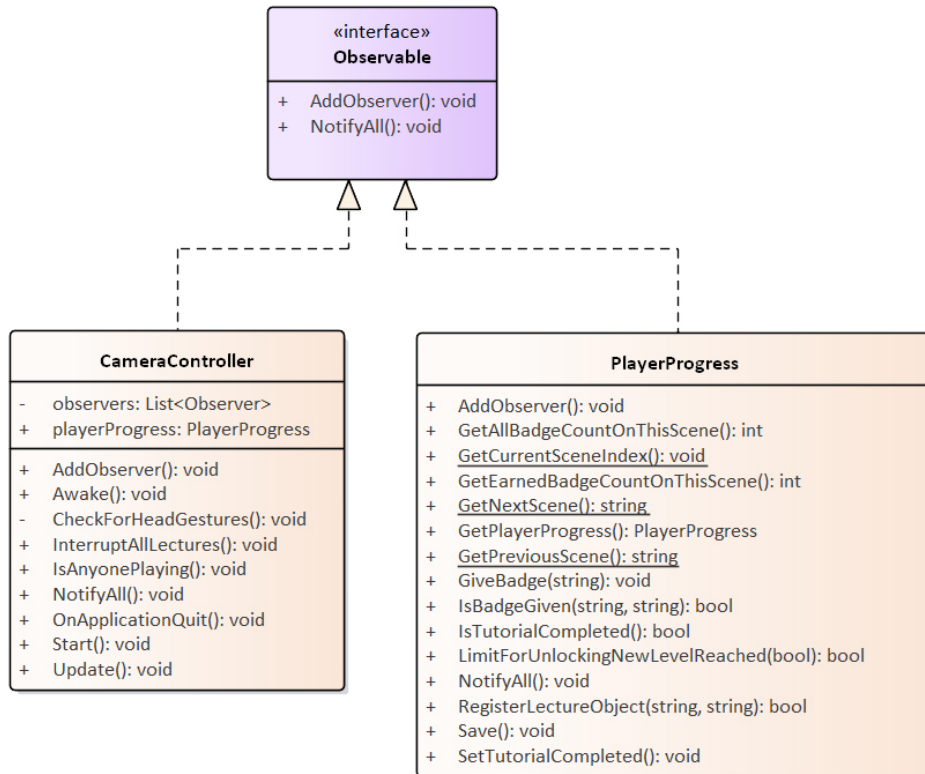 «interface»
Observable
+ AddObserver(): void
+ NotifyAll(): void
CameraController
- observers: List<Observer>
+ playerProgress: PlayerProgress
+ AddObserver(): void
+ Awake(): void
- CheckForHeadGestures(): void
+ InterruptAllLectures(): void
+ IsAnyonePlaying(): void
+ NotifyAll(): void
+ OnApplicationQuit(): void
+ Start(): void
+ Update(): void
PlayerProgress
+ AddObserver(): void
+ GetAllBadgeCountOnThisScene(): int
+ GetCurrentSceneIndex(): void
+ GetEarnedBadgeCountOnThisScene(): int
+ GetNextScene(): string
+ GetPlayerProgress(): PlayerProgress
+ GetPreviousScene(): string
+ GiveBadge(string): void
+ IsBadgeGiven(string, string): bool
+ IsTutorialCompleted(): bool
+ LimitForUnlockingNewLevelReached(bool): bool
+ NotifyAll(): void
+ RegisterLectureObject(string, string): bool
+ Save(): void
+ SetTutorialCompleted(): void